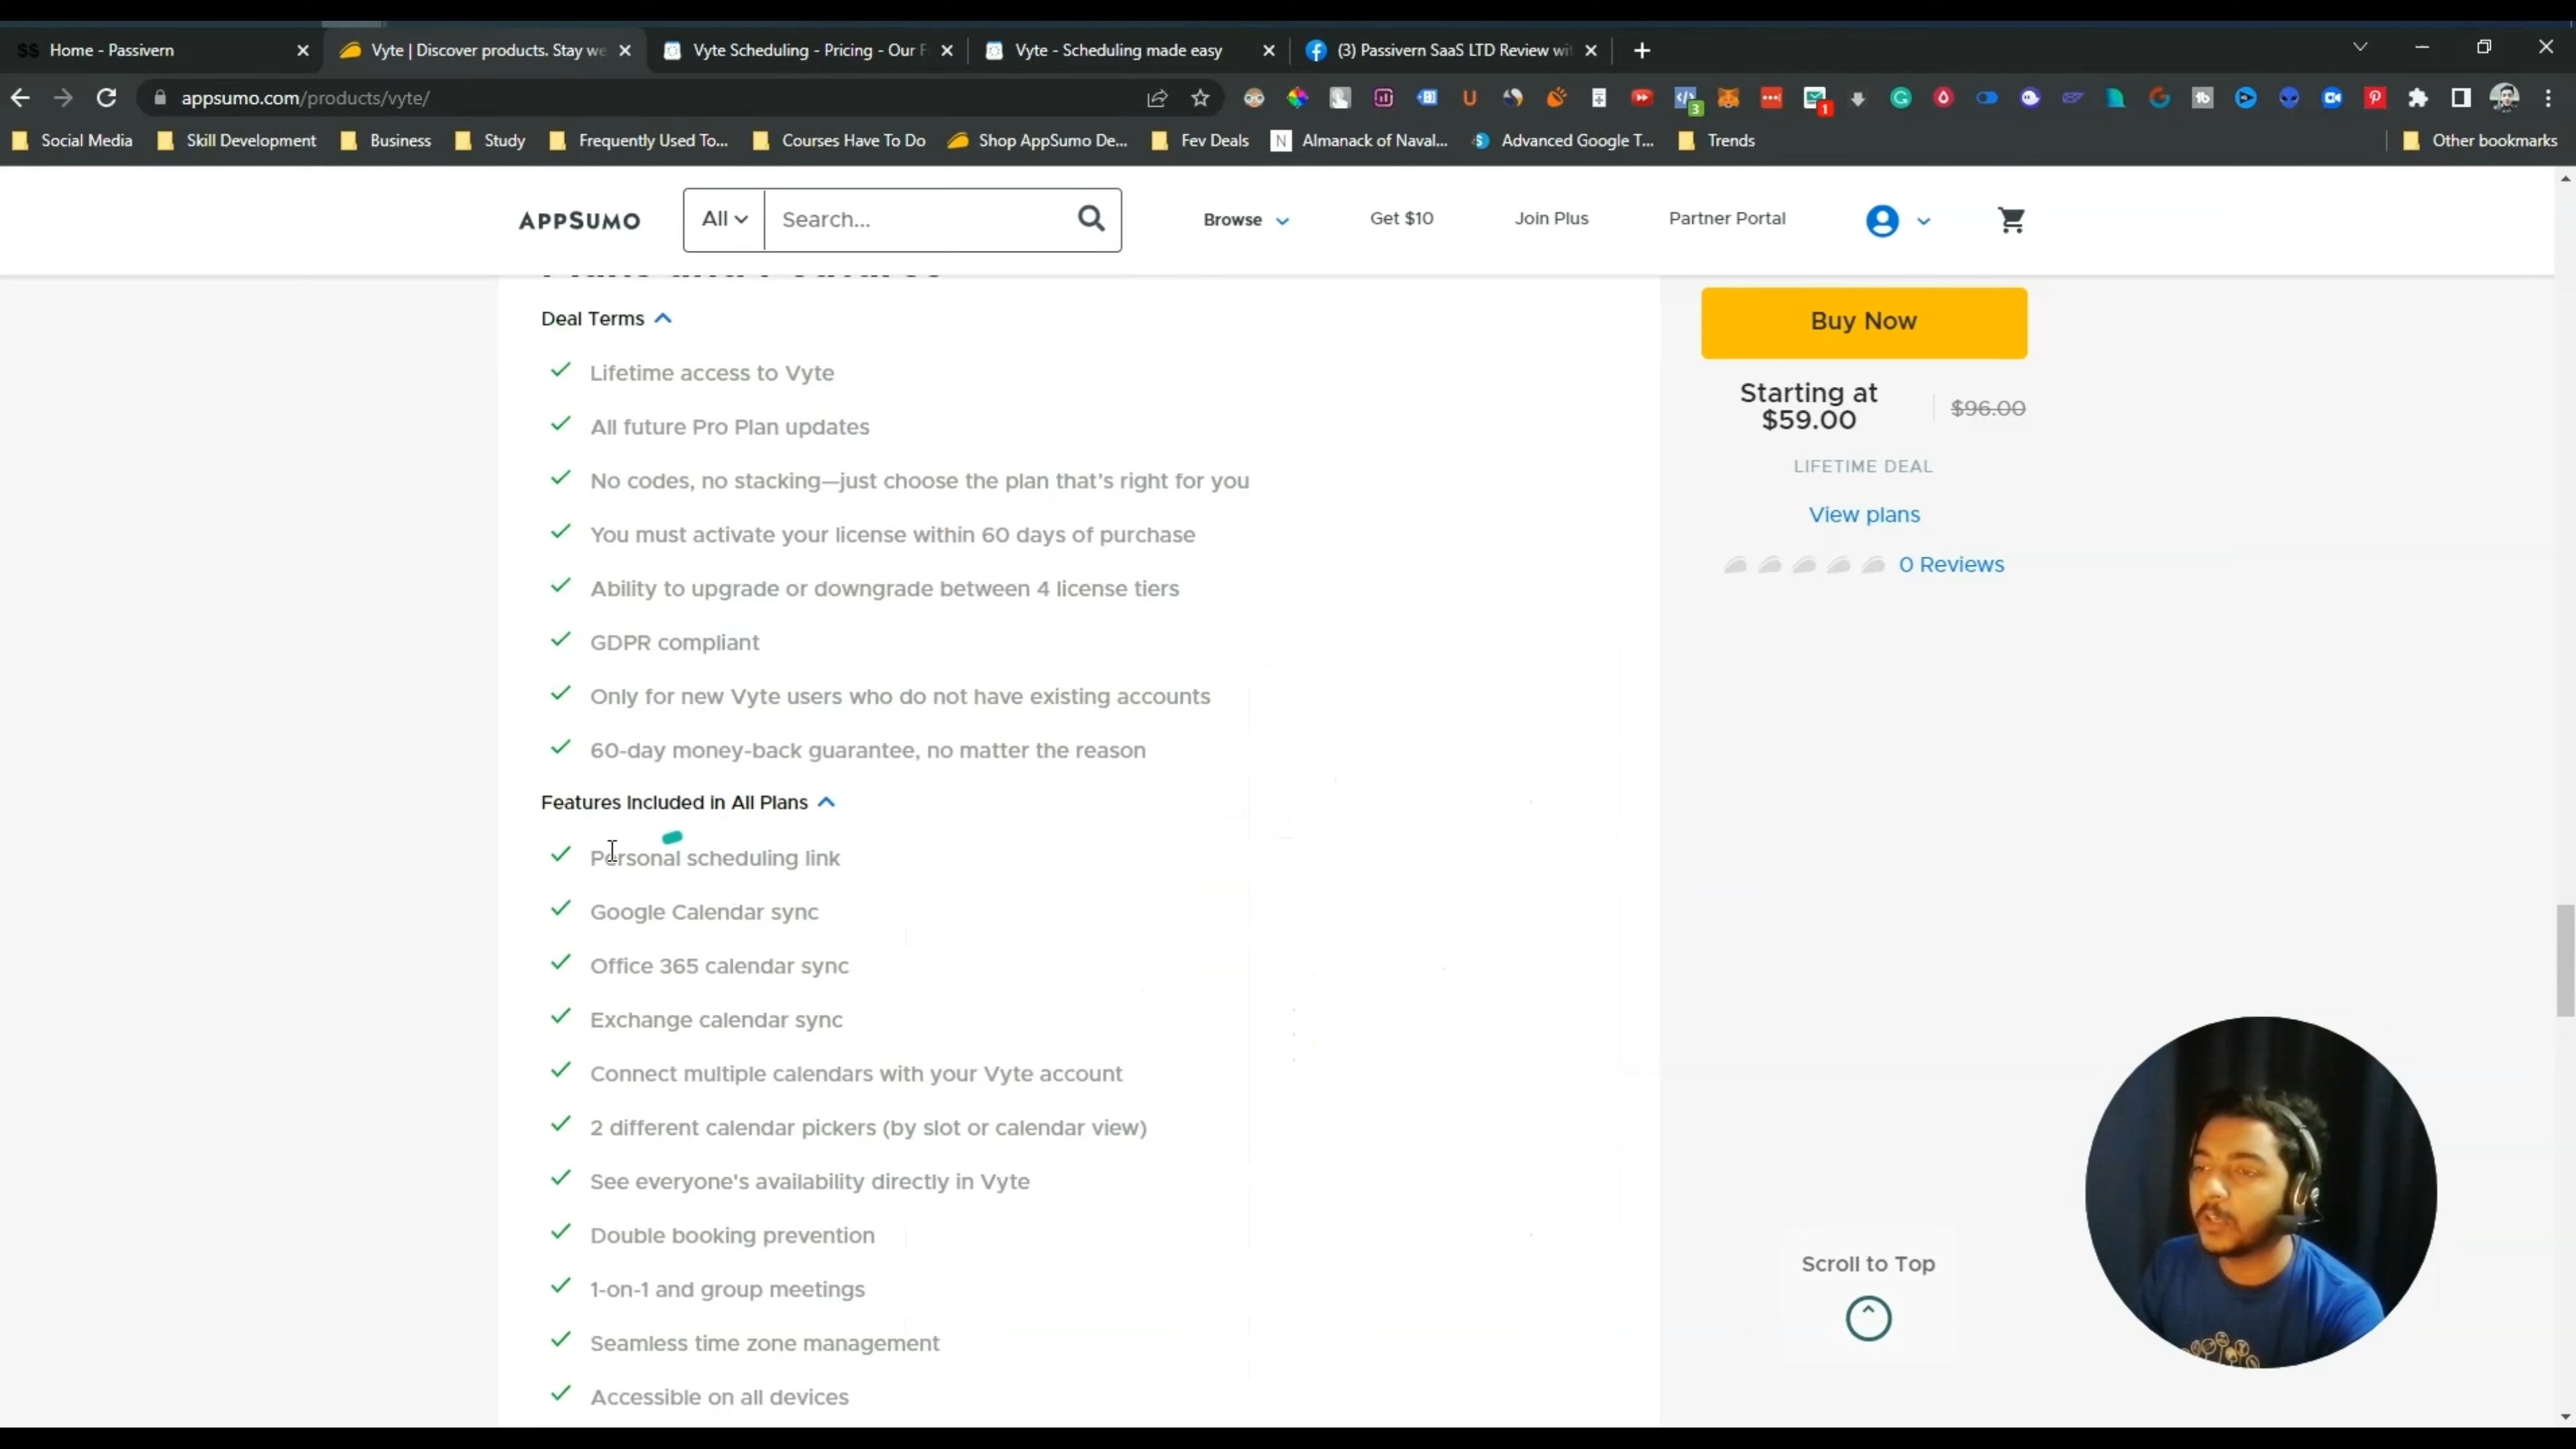 $$ Home - Passivern
Vyte | Discover products. Stay we
Vyte Scheduling - Pricing - Our F
Vyte - Scheduling made easy
(3) Passivern SaaS LTD Review wi
appsumo.com/products/vyte/
3
1
Social Media
Skill Development
Business
Study
Frequently Used To...
Courses Have To Do
Shop AppSumo De...
Fev Deals
N Almanack of Naval...
Advanced Google T...
Trends
Other bookmarks
APPSUMO
All
Search...
Browse
Get $10
Join Plus
Partner Portal
Deal Terms
Lifetime access to Vyte
All future Pro Plan updates
No codes, no stacking—just choose the plan that's right for you
You must activate your license within 60 days of purchase
Ability to upgrade or downgrade between 4 license tiers
GDPR compliant
Only for new Vyte users who do not have existing accounts
60-day money-back guarantee, no matter the reason
Features Included in All Plans
Personal scheduling link
Google Calendar sync
Office 365 calendar sync
Exchange calendar sync
Connect multiple calendars with your Vyte account
2 different calendar pickers (by slot or calendar view)
See everyone's availability directly in Vyte
Double booking prevention
1-on-1 and group meetings
Seamless time zone management
Accessible on all devices
Buy Now
Starting at
$59.00
$96.00
LIFETIME DEAL
View plans
0 Reviews
Scroll to Top